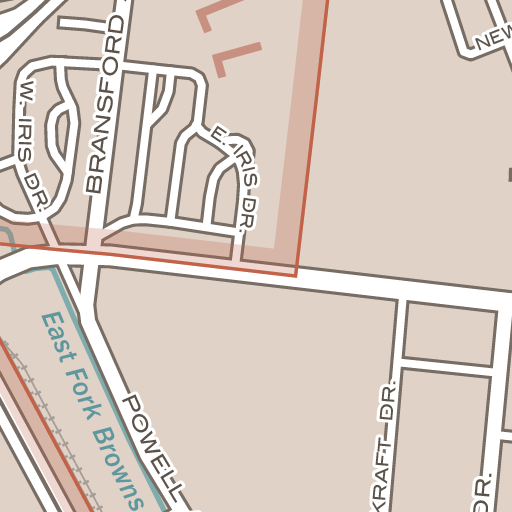 NEW
BRANSFORD
W. IRIS DR.
E. IRIS DR.
East Fork Browns
POWELL
KRAFT DR.
DR.